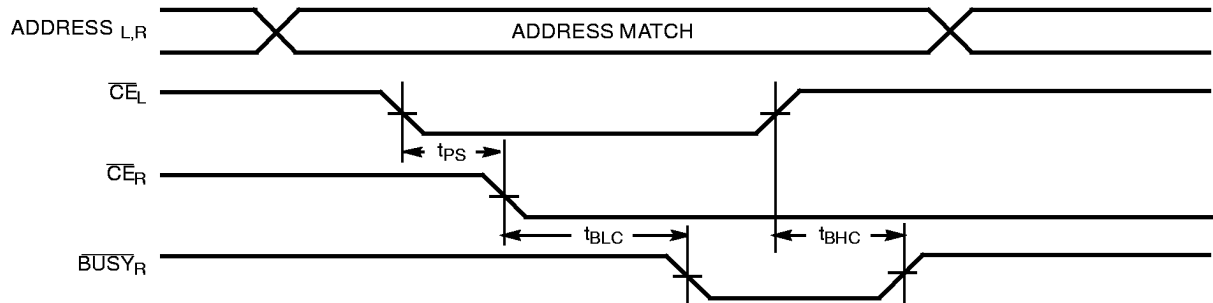 ADDRESS L,R
ADDRESS MATCH
CEL
tPS
CER
tBLC
tBHC
BUSYR